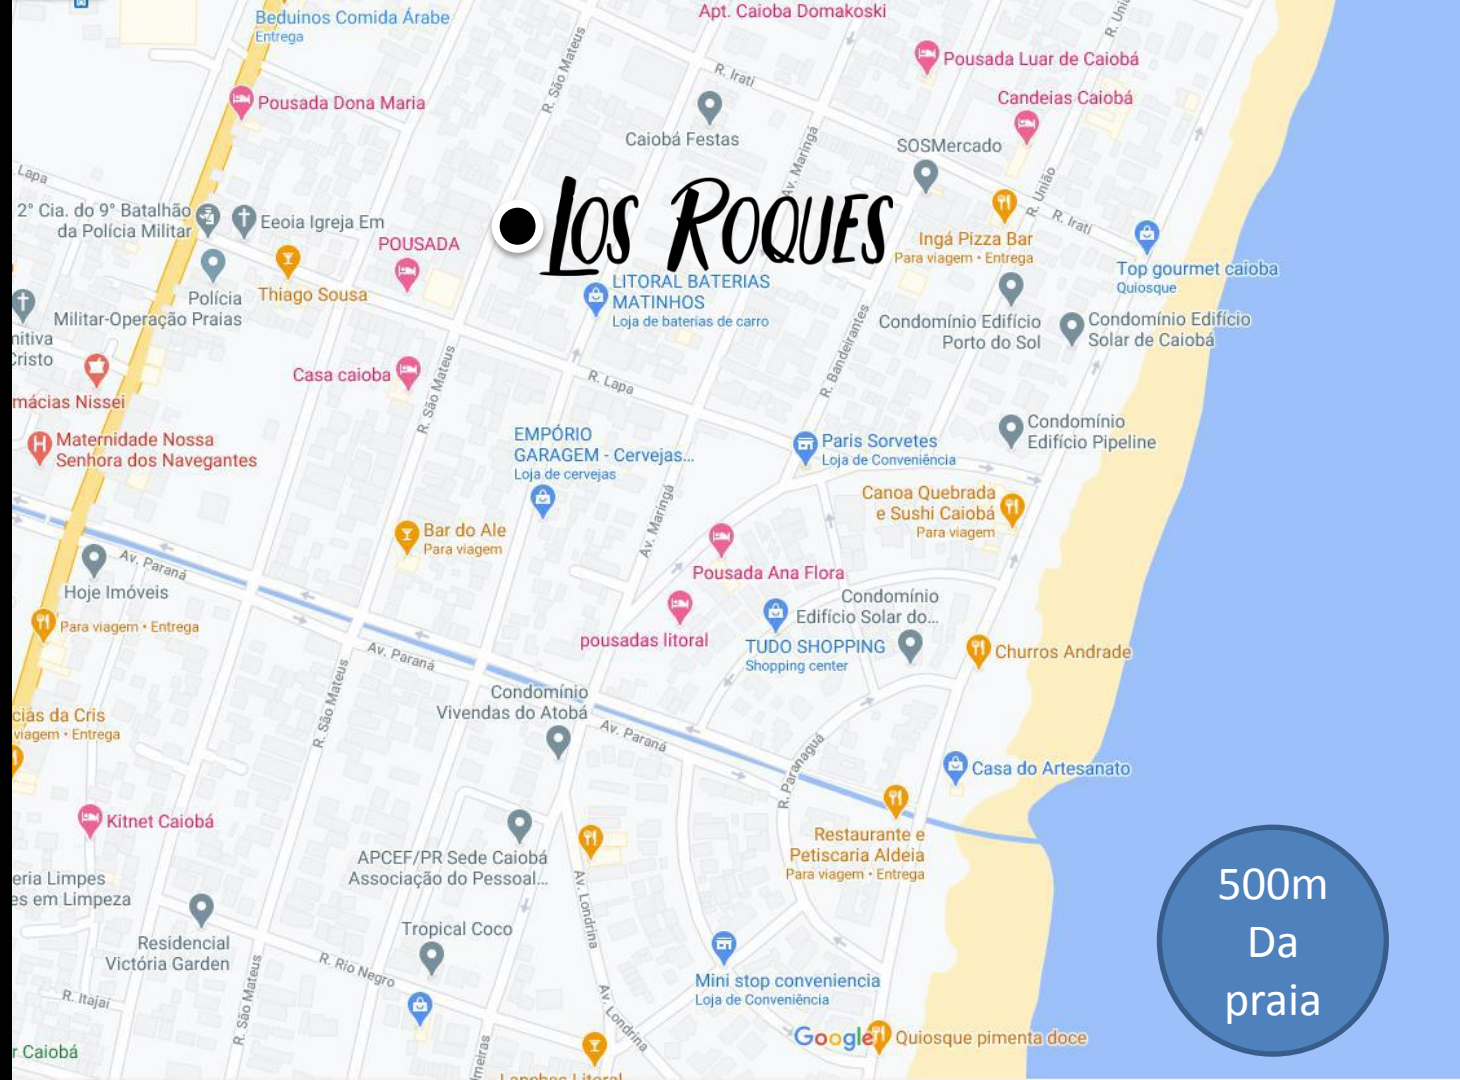 Beduinos Comida Árabe
Entrega
Apt. Caioba Domakoski
R. São Mateus
Pousada Dona Maria
R. Irati
Pousada Luar de Caiobá
Candeias Caiobá
Caiobá Festas
Av. Maringá
SOSMercado
R. União
R. Irati
Lapa
2° Cia. do 9° Batalhão
da Polícia Militar
Eeoia Igreja Em
POUSADA
LOS ROQUES
Ingá Pizza Bar
Para viagem • Entrega
Top gourmet caioba
Quiosque
Polícia
Militar-Operação Praias
Thiago Sousa
LITORAL BATERIAS
MATINHOS
Loja de baterias de carro
Condomínio Edifício
Porto do Sol
Condomínio Edifício
Solar de Caiobá
nitiva
Cristo
Casa caioba
R. São Mateus
R. Lapa
R. Bandeirantes
mácias Nissei
Maternidade Nossa
Senhora dos Navegantes
EMPÓRIO
GARAGEM - Cervejas...
Loja de cervejas
Paris Sorvetes
Loja de Conveniência
Condomínio
Edifício Pipeline
Av. Maringá
Canoa Quebrada
e Sushi Caiobá
Para viagem
Bar do Ale
Para viagem
Av. Paraná
Hoje Imóveis
Pousada Ana Flora
Condomínio
Edifício Solar do...
Para viagem • Entrega
pousadas litoral
TUDO SHOPPING
Shopping center
Churros Andrade
Av. Paraná
R. São Mateus
Condomínio
Vivendas do Atobá
cias da Cris
viagem • Entrega
Av. Paraná
R. Paranaguá
Casa do Artesanato
Kitnet Caiobá
Restaurante e
Petiscaria Aldeia
Para viagem • Entrega
APCEF/PR Sede Caiobá
Associação do Pessoal...
eria Limpes
es em Limpeza
Av. Londrina
500m
Da
praia
Residencial
Victória Garden
Tropical Coco
R. Rio Negro
R. São Mateus
R. Itajaí
Mini stop conveniencia
Loja de Conveniência
Av. Londrina
Google
Quiosque pimenta doce
r Caiobá
lmeiras
Lanchas Litoral